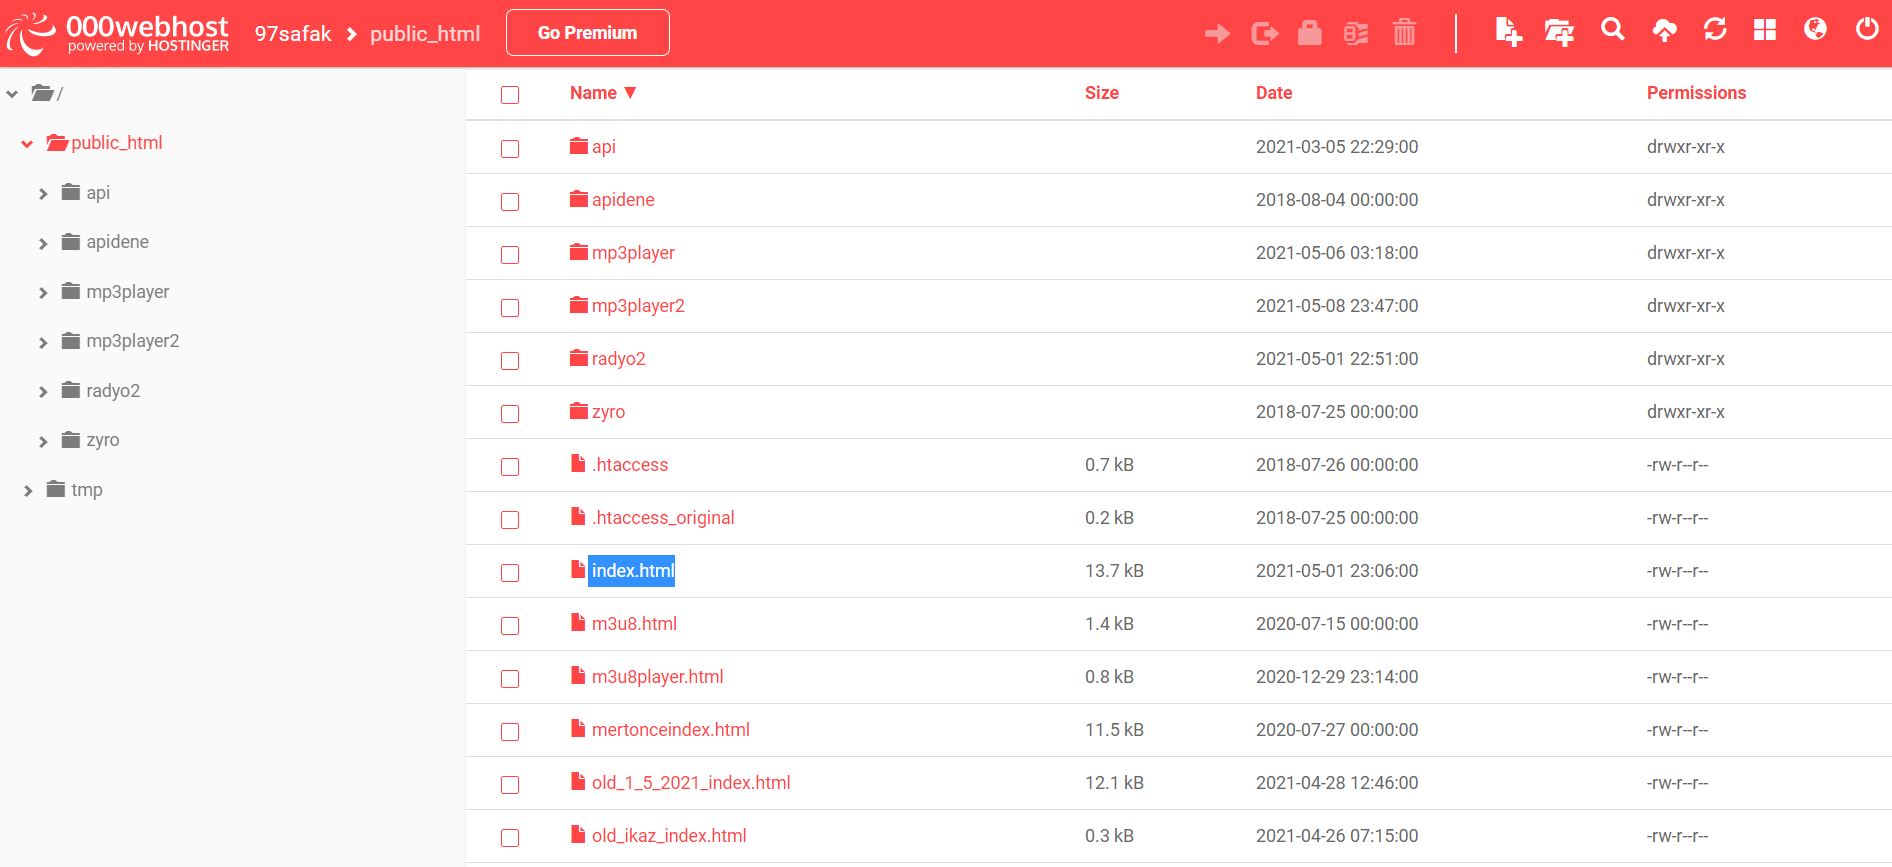 000webhost
powered by HOSTINGER
97safak > public_html
Go Premium
/
public_html
api
apidene
mp3player
mp3player2
radyo2
zyro
tmp
Name ▼ Size Date Permissions
api 2021-03-05 22:29:00 drwxr-xr-x
apidene 2018-08-04 00:00:00 drwxr-xr-x
mp3player 2021-05-06 03:18:00 drwxr-xr-x
mp3player2 2021-05-08 23:47:00 drwxr-xr-x
radyo2 2021-05-01 22:51:00 drwxr-xr-x
zyro 2018-07-25 00:00:00 drwxr-xr-x
.htaccess 0.7 kB 2018-07-26 00:00:00 -rw-r--r--
.htaccess_original 0.2 kB 2018-07-25 00:00:00 -rw-r--r--
index.html 13.7 kB 2021-05-01 23:06:00 -rw-r--r--
m3u8.html 1.4 kB 2020-07-15 00:00:00 -rw-r--r--
m3u8player.html 0.8 kB 2020-12-29 23:14:00 -rw-r--r--
mertonceindex.html 11.5 kB 2020-07-27 00:00:00 -rw-r--r--
old_1_5_2021_index.html 12.1 kB 2021-04-28 12:46:00 -rw-r--r--
old_ikaz_index.html 0.3 kB 2021-04-26 07:15:00 -rw-r--r--